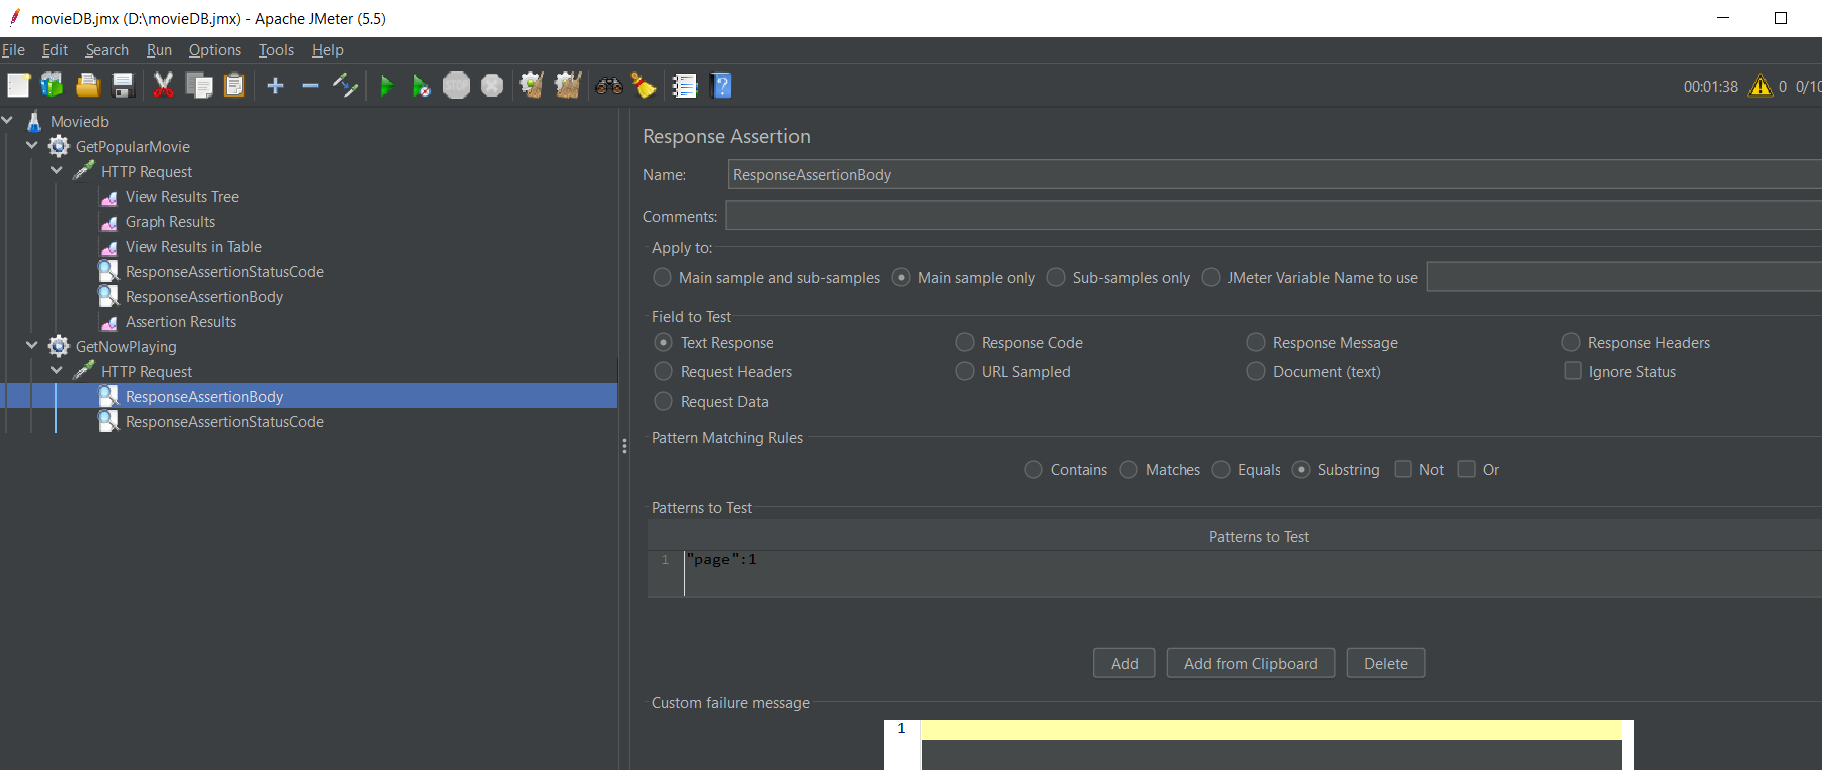 movieDB.jmx (D:\movieDB.jmx) - Apache JMeter (5.5)
File Edit Search Run Options Tools Help
STOP
00:01:38 0 0/10
Moviedb
GetPopularMovie
HTTP Request
View Results Tree
Graph Results
View Results in Table
ResponseAssertionStatusCode
ResponseAssertionBody
Assertion Results
GetNowPlaying
HTTP Request
ResponseAssertionBody
ResponseAssertionStatusCode
Response Assertion
Name: ResponseAssertionBody
Comments:
Apply to:
Main sample and sub-samples Main sample only Sub-samples only JMeter Variable Name to use
Field to Test
Text Response Response Code Response Message Response Headers
Request Headers URL Sampled Document (text) Ignore Status
Request Data
Pattern Matching Rules
Contains Matches Equals Substring Not Or
Patterns to Test
Patterns to Test
1 "page":1
Add Add from Clipboard Delete
Custom failure message
1